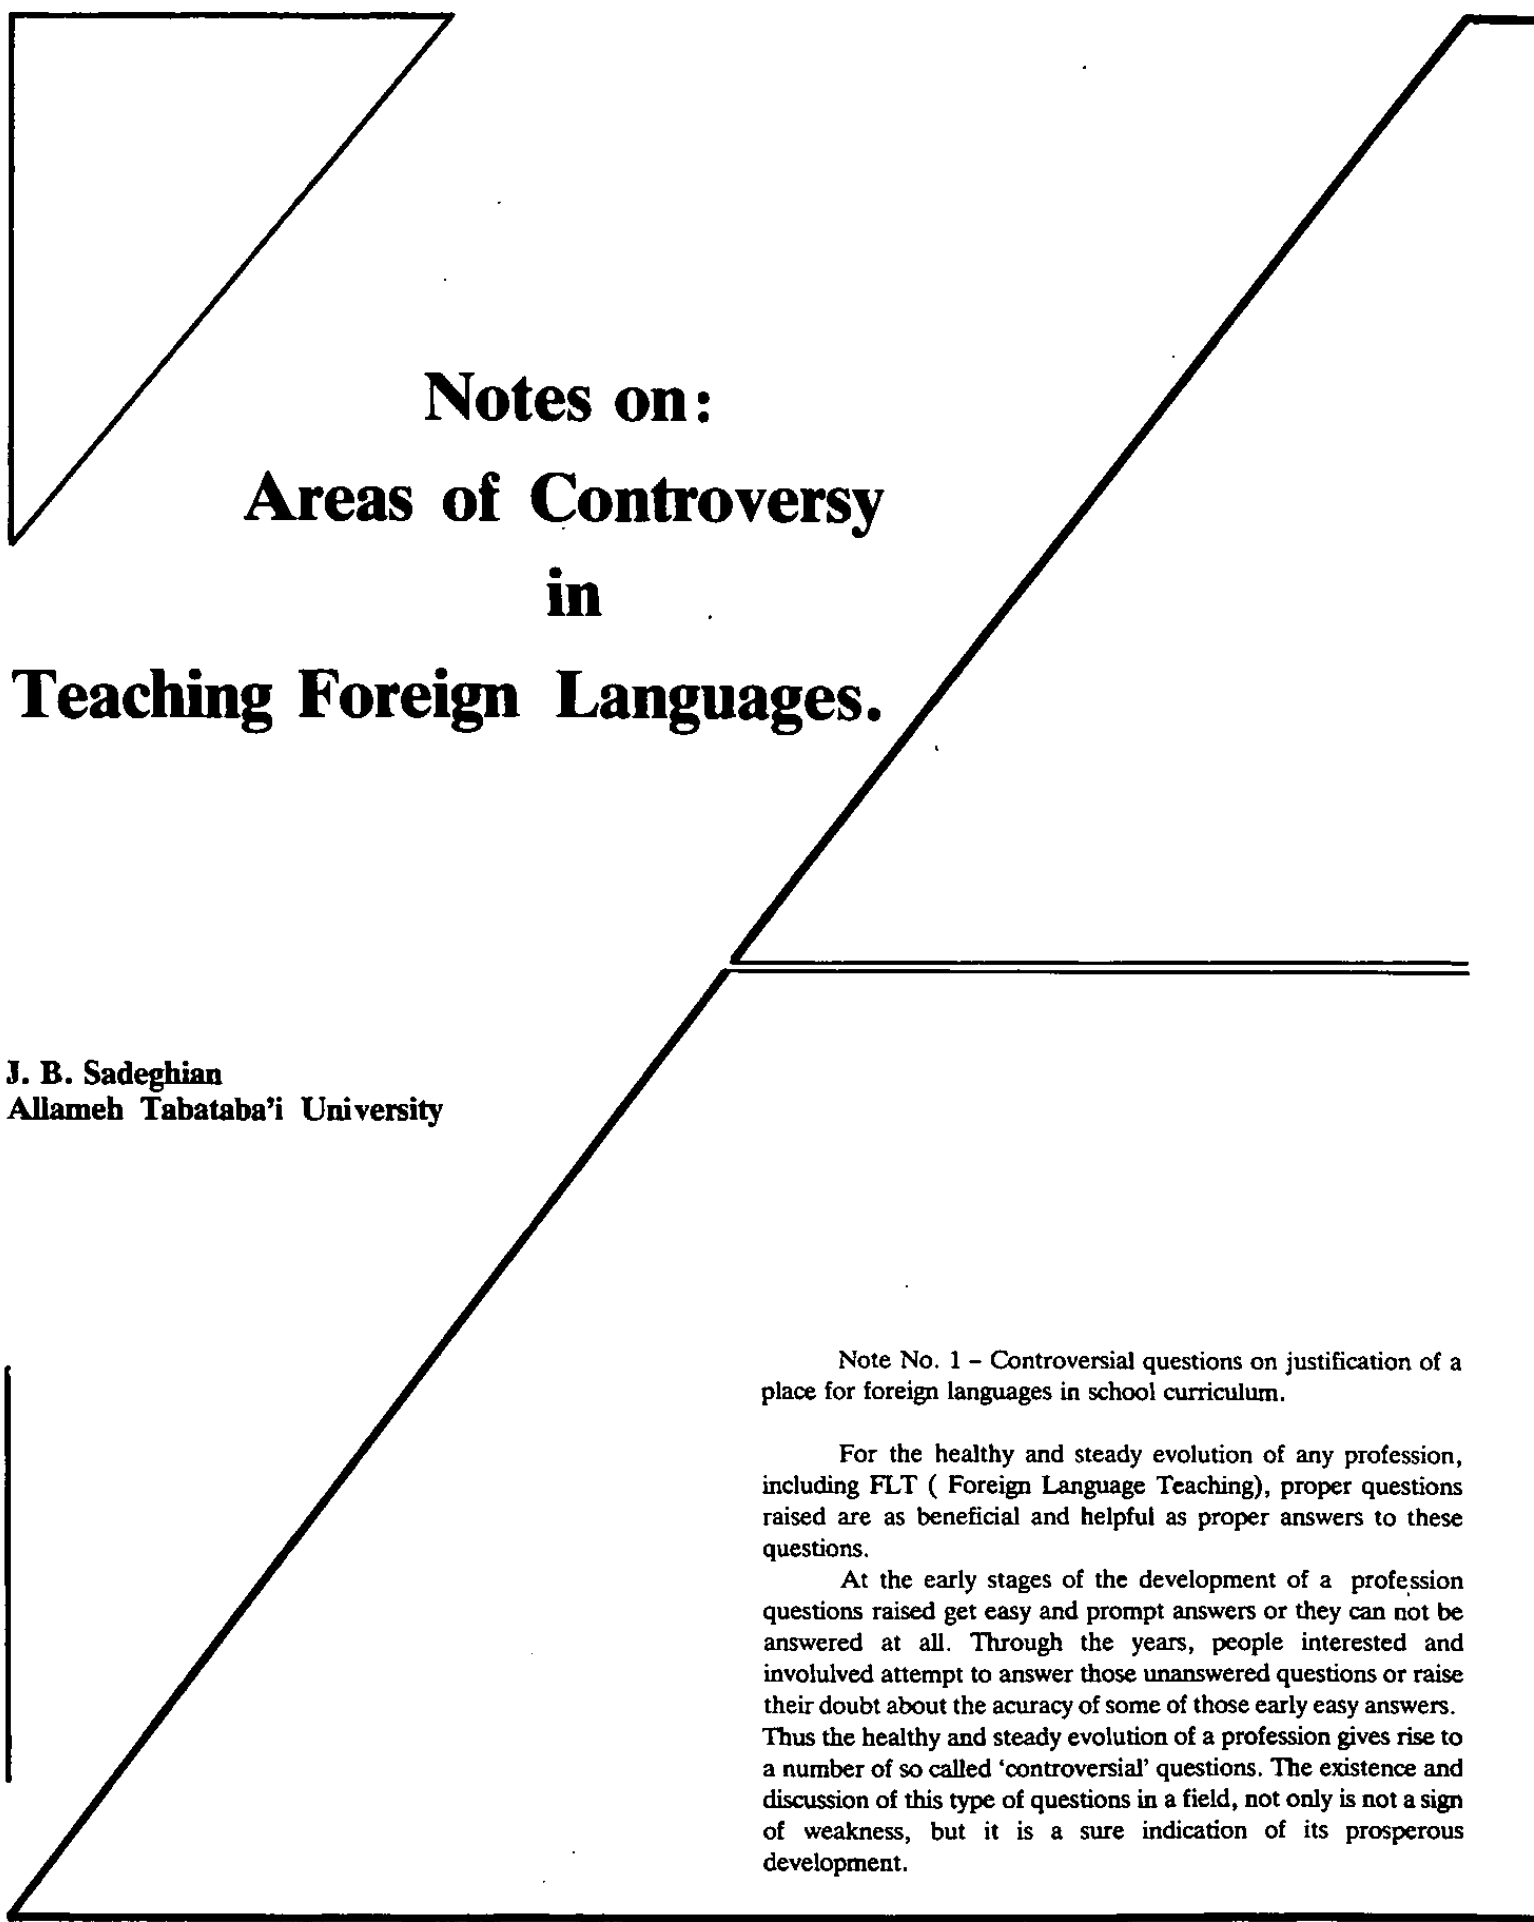 Notes on:
Areas of Controversy
in
Teaching Foreign Languages.
J. B. Sadeghian
Allameh Tabataba'i University
Note No. 1 – Controversial questions on justification of a
place for foreign languages in school curriculum.
For the healthy and steady evolution of any profession,
including FLT ( Foreign Language Teaching), proper questions
raised are as beneficial and helpful as proper answers to these
questions.
At the early stages of the development of a profession
questions raised get easy and prompt answers or they can not be
answered at all. Through the years, people interested and
involulved attempt to answer those unanswered questions or raise
their doubt about the acuracy of some of those early easy answers.
Thus the healthy and steady evolution of a profession gives rise to
a number of so called 'controversial' questions. The existence and
discussion of this type of questions in a field, not only is not a sign
of weakness, but it is a sure indication of its prosperous
development.